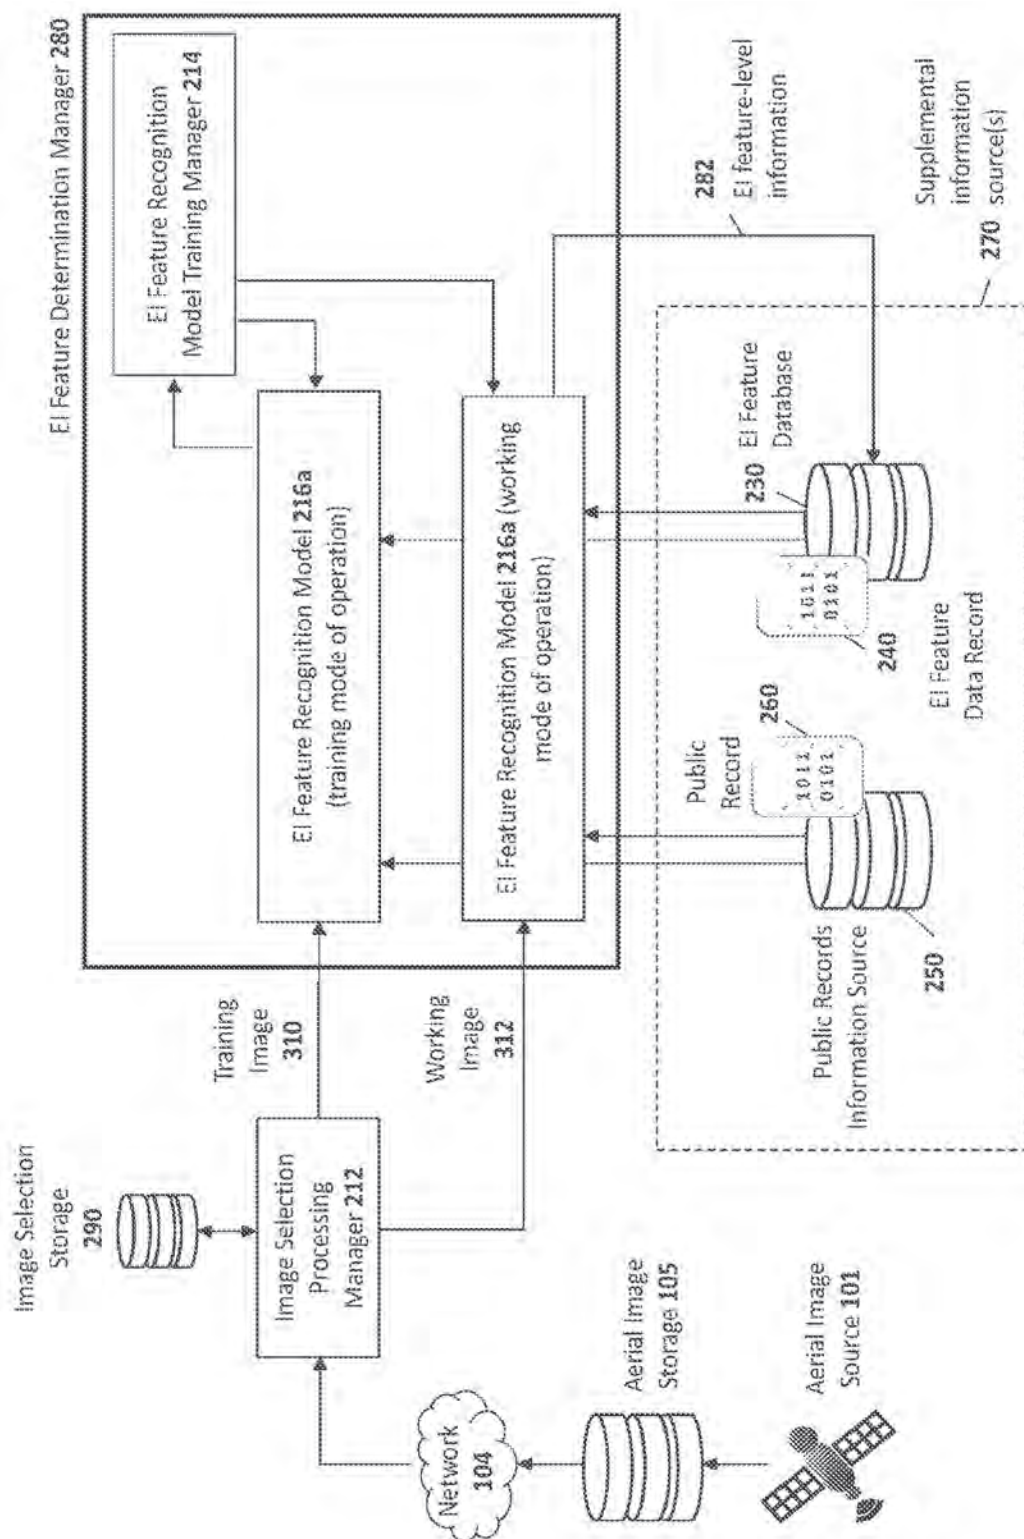 EI Feature Determination Manager 280
EI Feature Recognition
Model Training Manager 214
Image Selection
Storage
290
Training
Image
310
EI Feature Recognition Model 216a
(training mode of operation)
Image Selection
Processing
Manager 212
Working
Image
312
EI Feature Recognition Model 216a (working
mode of operation)
282
EI feature-level
information
Network
104
Aerial Image
Storage 105
Aerial Image
Source 101
Public Records
Information Source
250
Public
Record
260
1011
0101
230
EI Feature
Database
1011
0101
240
EI Feature
Data Record
Supplemental
information
source(s)
270